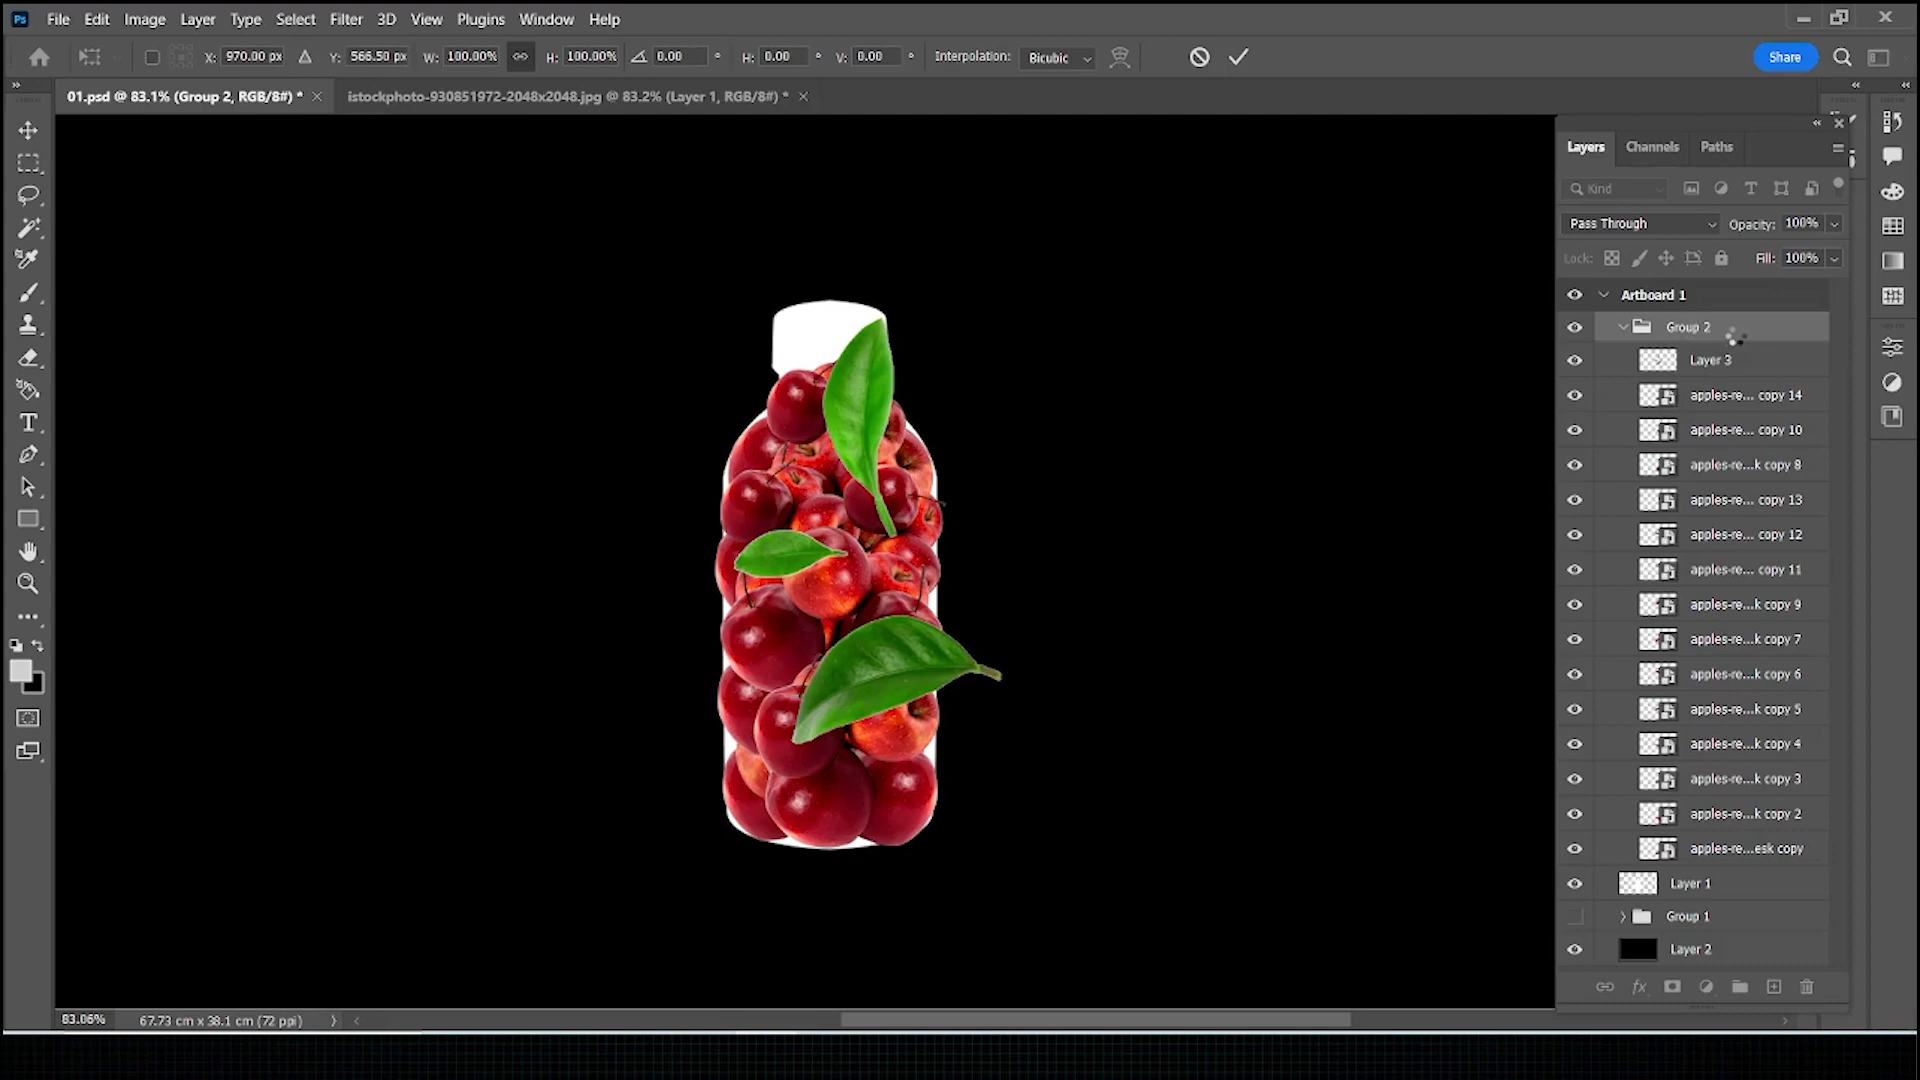 Ps File Edit Image Layer Type Select Filter 3D View Plugins Window Help
X: 970.00 px Y: 566.50 px W: 100.00% H: 100.00% 0.00 ° H: 0.00 ° V: 0.00 ° Interpolation: Bicubic Share
01.psd @ 83.1% (Group 2, RGB/8#) * × istockphoto-930851972-2048x2048.jpg @ 83.2% (Layer 1, RGB/8#) * ×
Layers Channels Paths
Kind
Pass Through Opacity: 100%
Lock: Fill: 100%
Artboard 1
Group 2
Layer 3
apples-re... copy 14
apples-re... copy 10
apples-re...k copy 8
apples-re... copy 13
apples-re... copy 12
apples-re... copy 11
apples-re...k copy 9
apples-re...k copy 7
apples-re...k copy 6
apples-re...k copy 5
apples-re...k copy 4
apples-re...k copy 3
apples-re...k copy 2
apples-re...esk copy
Layer 1
Group 1
Layer 2
83.06% 67.73 cm x 38.1 cm (72 ppi)